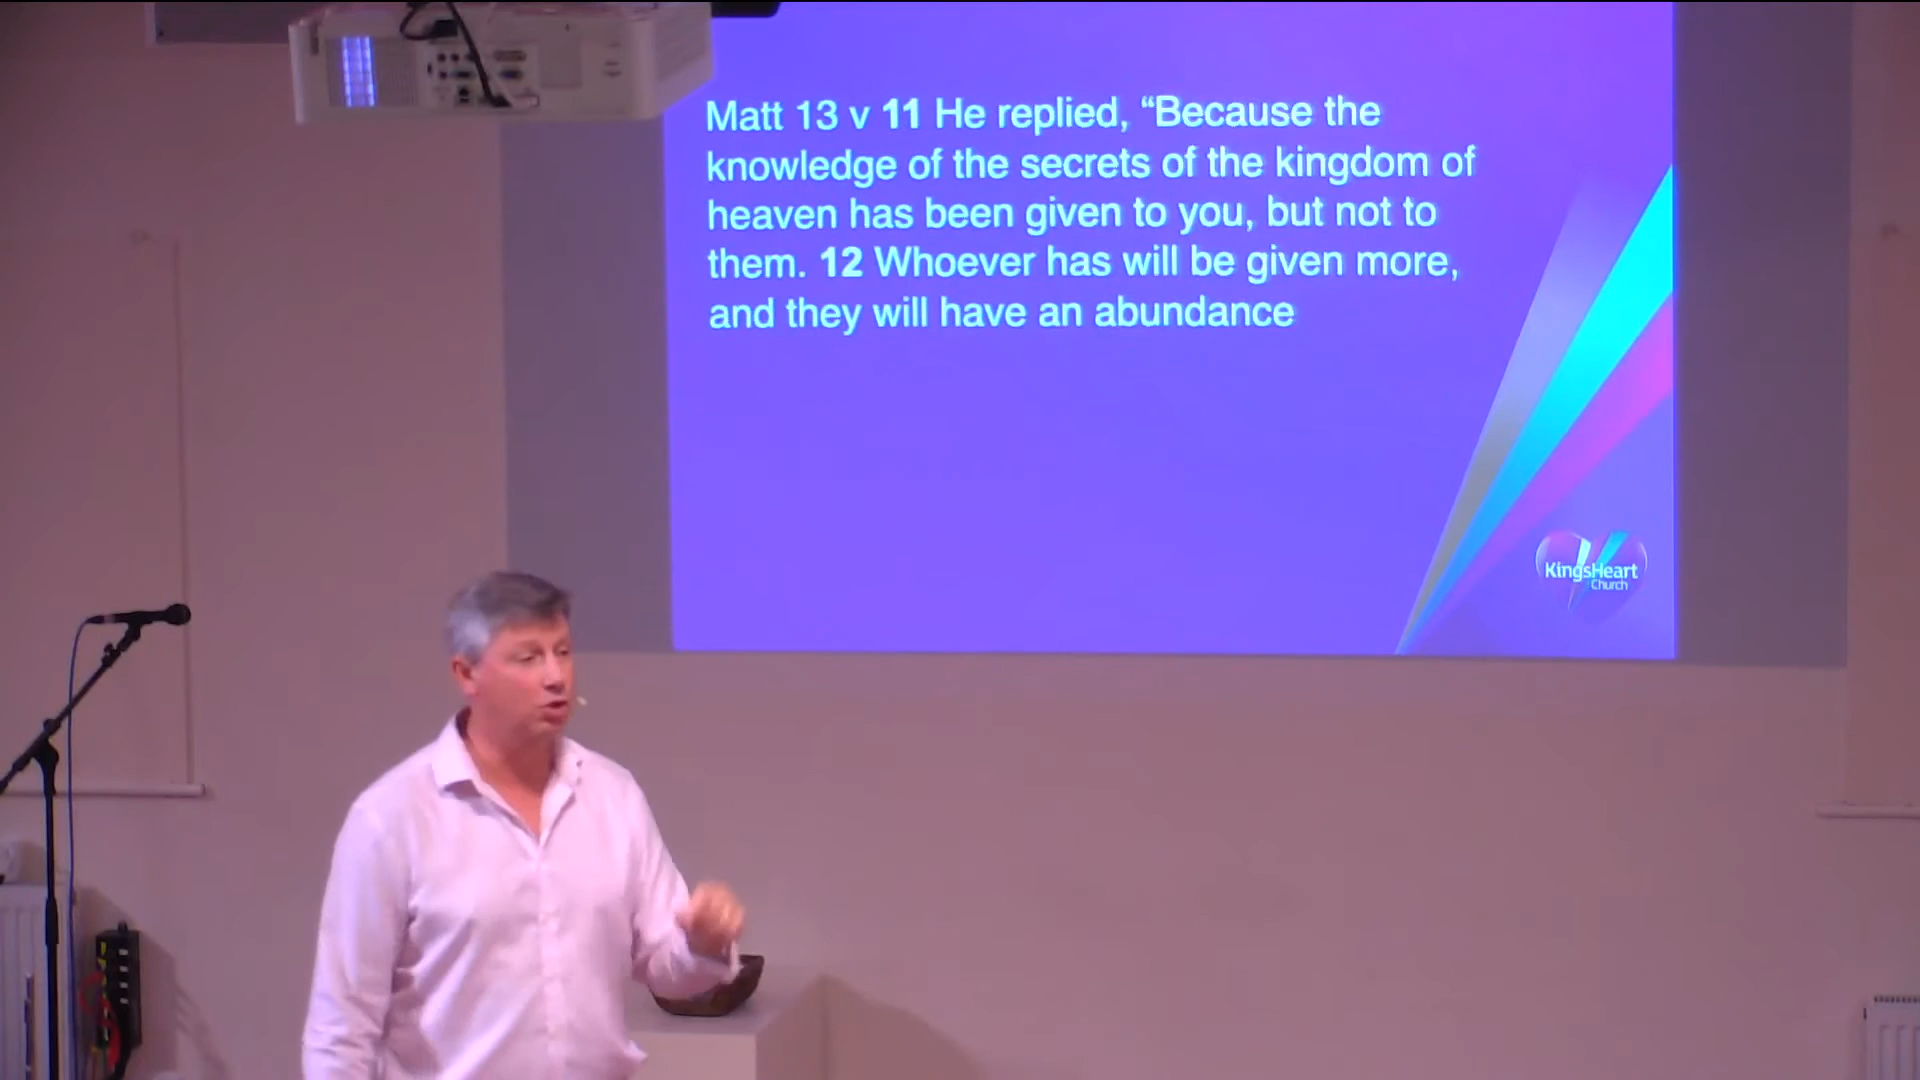 Matt 13 v 11 He replied, “Because the
knowledge of the secrets of the kingdom of
heaven has been given to you, but not to
them. 12 Whoever has will be given more,
and they will have an abundance
KingsHeart
Church